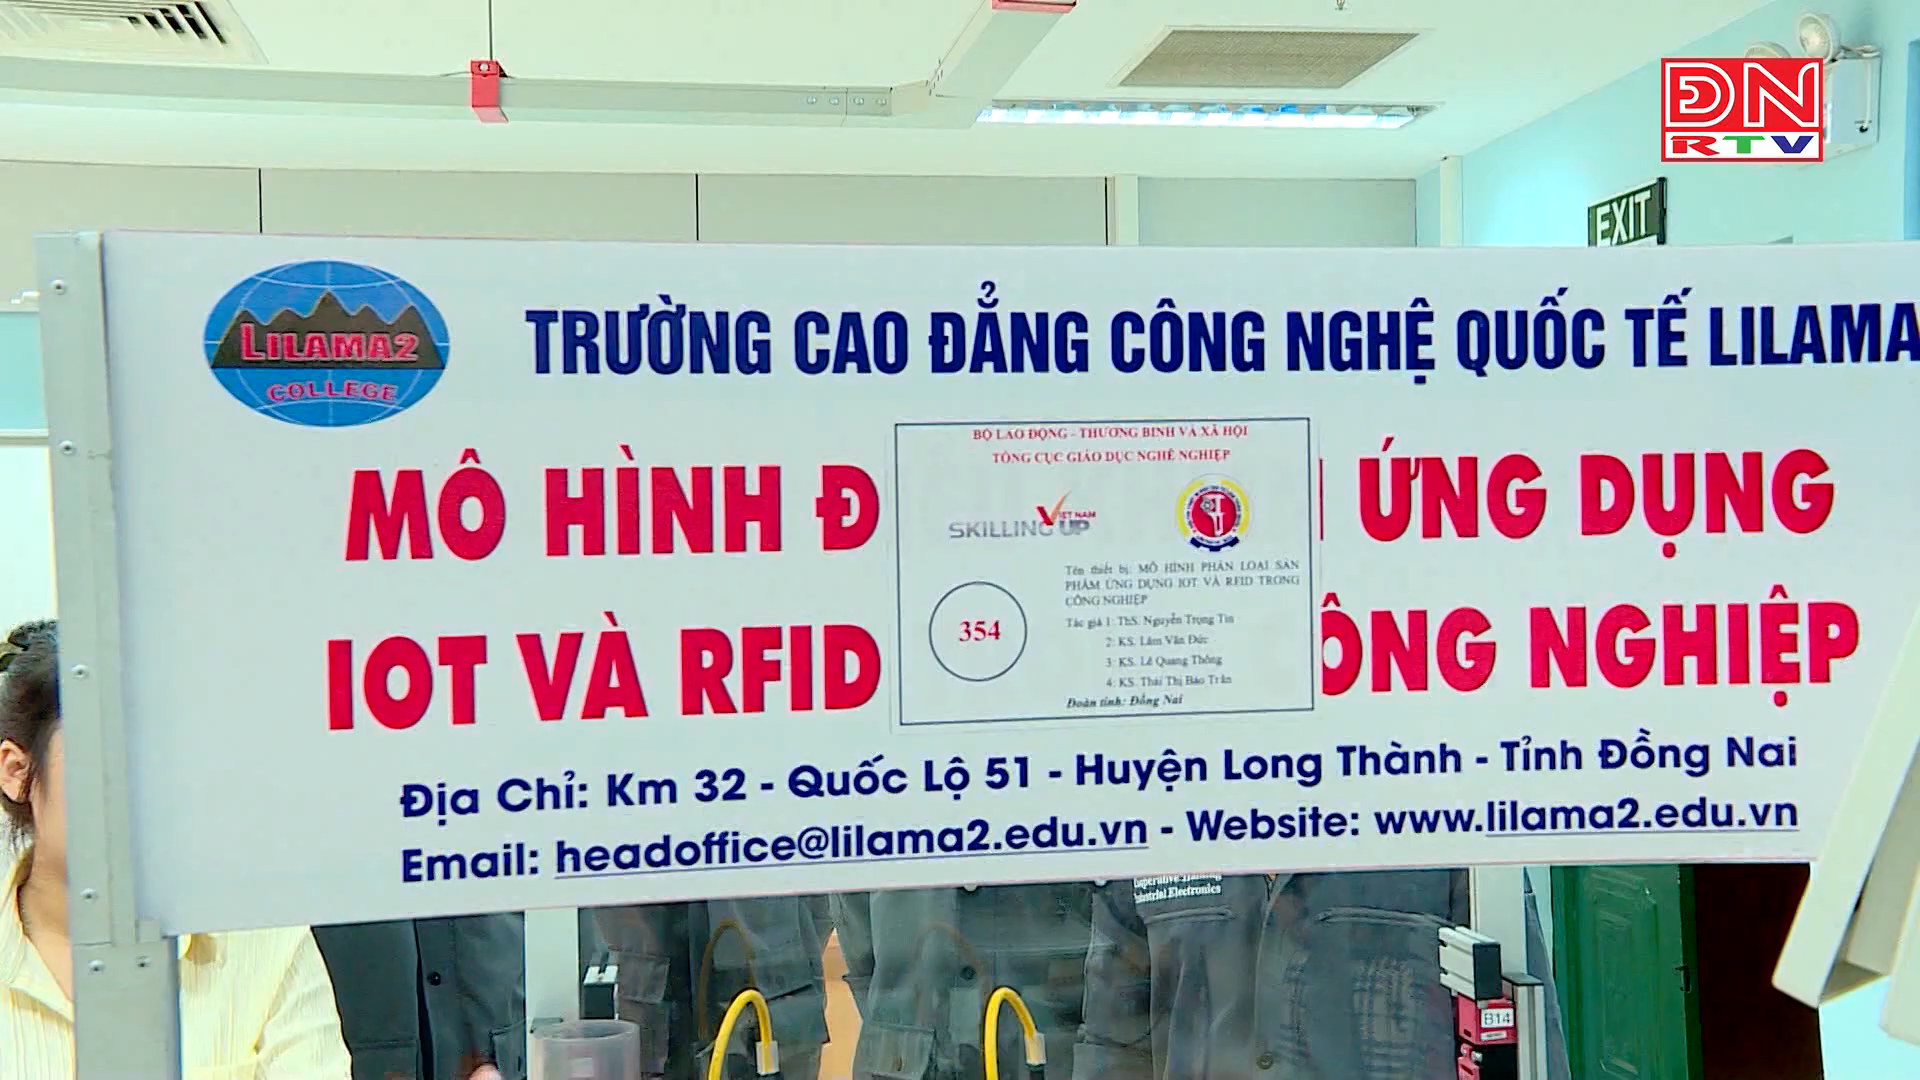 ĐN
RTV
EXIT
LILAMA2
COLLEGE
TRƯỜNG CAO ĐẲNG CÔNG NGHỆ QUỐC TẾ LILAMA
MÔ HÌNH Đ ỨNG DỤNG
IOT VÀ RFID ÔNG NGHIỆP
BỘ LAO ĐỘNG - THƯƠNG BINH VÀ XÃ HỘI
TỔNG CỤC GIÁO DỤC NGHỀ NGHIỆP
VIET NAM
SKILLING UP
354
Tên thiết bị: MÔ HÌNH PHÂN LOẠI SẢN
PHẨM ỨNG DỤNG IOT VÀ RFID TRONG
CÔNG NGHIỆP
Tác giả 1: ThS. Nguyễn Trọng Tín
2: KS. Lâm Văn Đức
3: KS. Lê Quang Thông
4: KS. Thái Thị Bảo Trân
Đoàn tỉnh: Đồng Nai
Địa Chỉ: Km 32 - Quốc Lộ 51 - Huyện Long Thành - Tỉnh Đồng Nai
Email: headoffice@lilama2.edu.vn - Website: www.lilama2.edu.vn
Industrial Electronics
B14